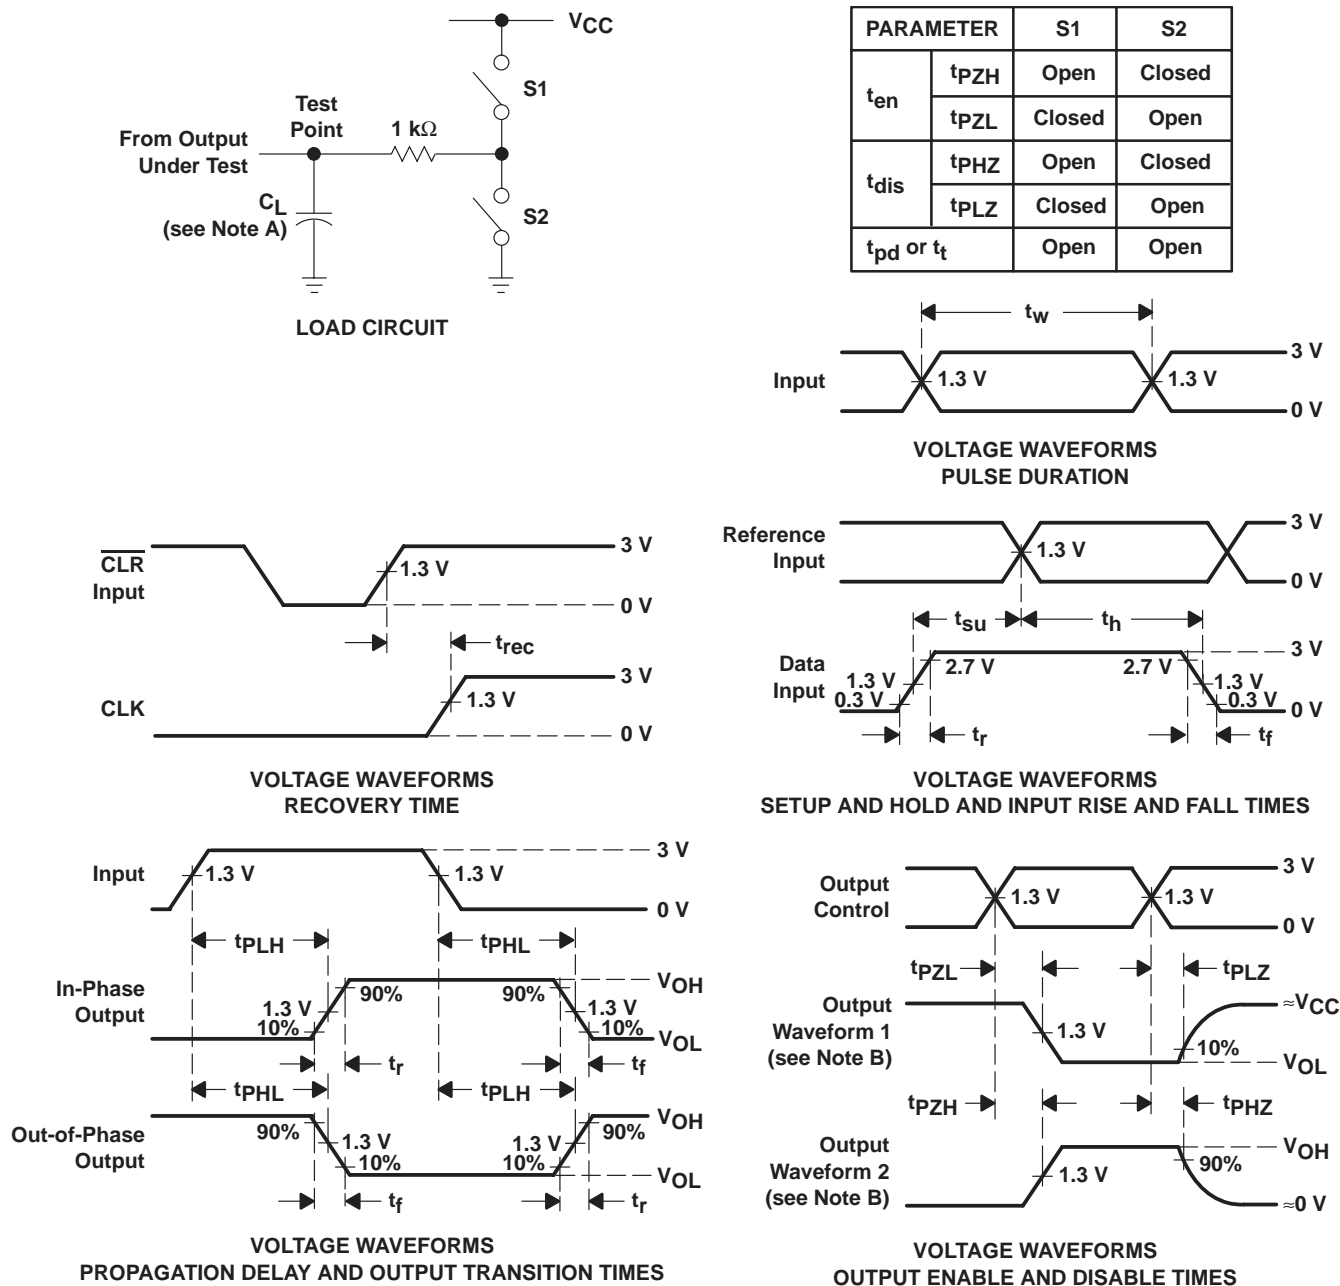 VCC
S1
Test
Point
1 kΩ
From Output
Under Test
CL
(see Note A)
S2
LOAD CIRCUIT
PARAMETER S1 S2
ten tPZH Open Closed
tPZL Closed Open
tdis tPHZ Open Closed
tPLZ Closed Open
tpd or tt Open Open
tw
3 V
Input 1.3 V 1.3 V
0 V
VOLTAGE WAVEFORMS
PULSE DURATION
CLR
Input
3 V
1.3 V
0 V
trec
3 V
CLK 1.3 V
0 V
VOLTAGE WAVEFORMS
RECOVERY TIME
Reference
Input
3 V
1.3 V
0 V
tsu th
Data
Input
3 V
2.7 V 2.7 V
1.3 V 1.3 V
0.3 V 0.3 V
0 V
tr tf
VOLTAGE WAVEFORMS
SETUP AND HOLD AND INPUT RISE AND FALL TIMES
3 V
Input 1.3 V 1.3 V
0 V
tPLH tPHL
In-Phase
Output
VOH
90% 90%
1.3 V 1.3 V
10% 10%
VOL
tr tf
tPHL tPLH
Out-of-Phase
Output
VOH
90% 90%
1.3 V 1.3 V
10% 10%
VOL
tf tr
VOLTAGE WAVEFORMS
PROPAGATION DELAY AND OUTPUT TRANSITION TIMES
Output
Control
3 V
1.3 V 1.3 V
0 V
tPZL tPLZ
Output
Waveform 1
(see Note B)
≈VCC
1.3 V
10%
VOL
tPZH tPHZ
Output
Waveform 2
(see Note B)
VOH
1.3 V 90%
≈0 V
VOLTAGE WAVEFORMS
OUTPUT ENABLE AND DISABLE TIMES